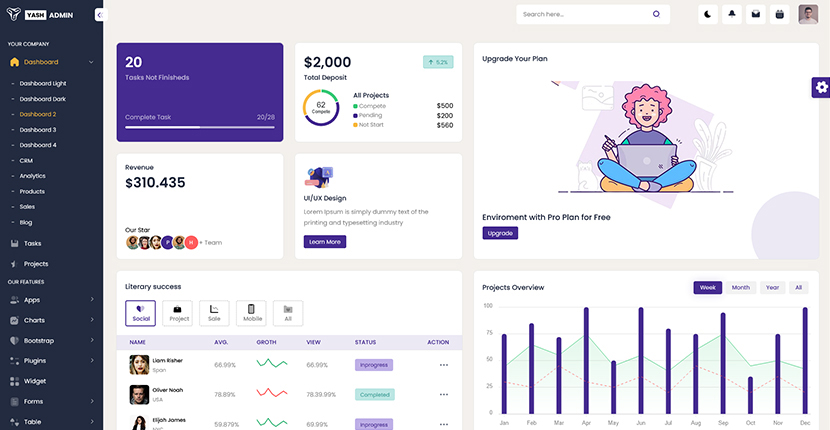 YASH ADMIN
Search here...
YOUR COMPANY
Dashboard
Dashboard Light
Dashboard Dark
Dashboard 2
Dashboard 3
Dashboard 4
CRM
Analytics
Products
Sales
Blog
Tasks
Projects
OUR FEATURES
Apps
Charts
Bootstrap
Plugins
Widget
Forms
Table
20
Tasks Not Finisheds
Complete Task 20/28
$2,000
5,2%
Total Deposit
62
Compete
All Projects
Compete $500
Pending $200
Not Start $560
Upgrade Your Plan
Enviroment with Pro Plan for Free
Upgrade
Revenue
$310.435
Our Star
P
H
+ Team
UI/UX Design
Lorem Ipsum is simply dummy text of the
printing and typesetting industry
Learn More
Literary success
Social Project Sale Mobile All
NAME AVG. GROTH VIEW STATUS ACTION
Liam Risher
Spain
66.99% 66.99% Inprogress
Oliver Noah
USA
78.89% 78.39.99% Completed
Elijah James
59.879% 69.99% Inprogress
Projects Overview
Week Month Year All
100
75
50
25
0
Jan Feb Mar Apr May Jun Jul Aug Sep Oct Nov Dec